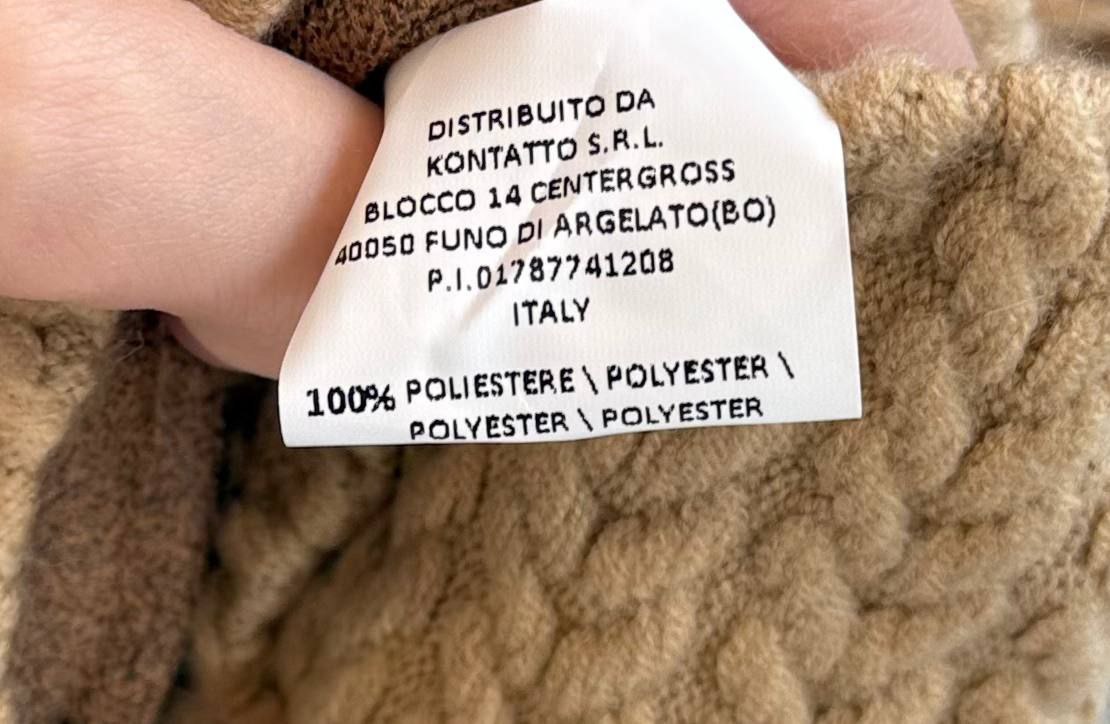 DISTRIBUITO DA
KONTATTO S.R.L.
BLOCCO 14 CENTERGROSS
40050 FUNO DI ARGELATO(BO)
P.I.01787741208
ITALY
100% POLIESTERE \ POLYESTER \
POLYESTER \ POLYESTER